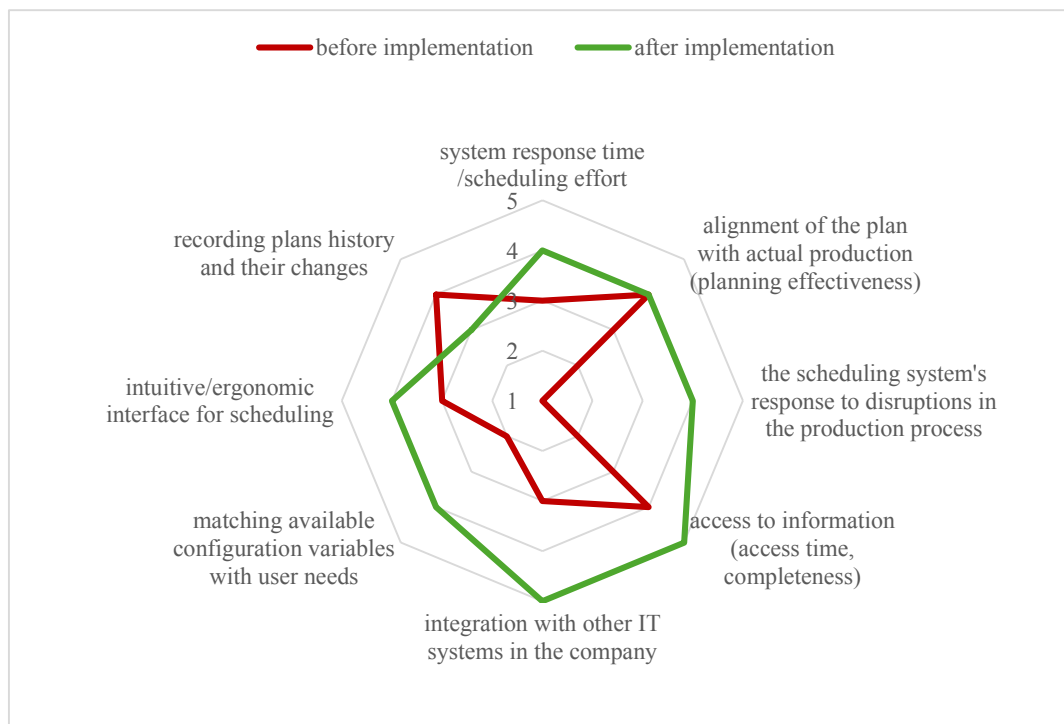 before implementation
after implementation
system response time
/scheduling effort
5
4
3
2
1
alignment of the plan
with actual production
(planning effectiveness)
the scheduling system's
response to disruptions in
the production process
access to information
(access time,
completeness)
integration with other IT
systems in the company
matching available
configuration variables
with user needs
intuitive/ergonomic
interface for scheduling
recording plans history
and their changes